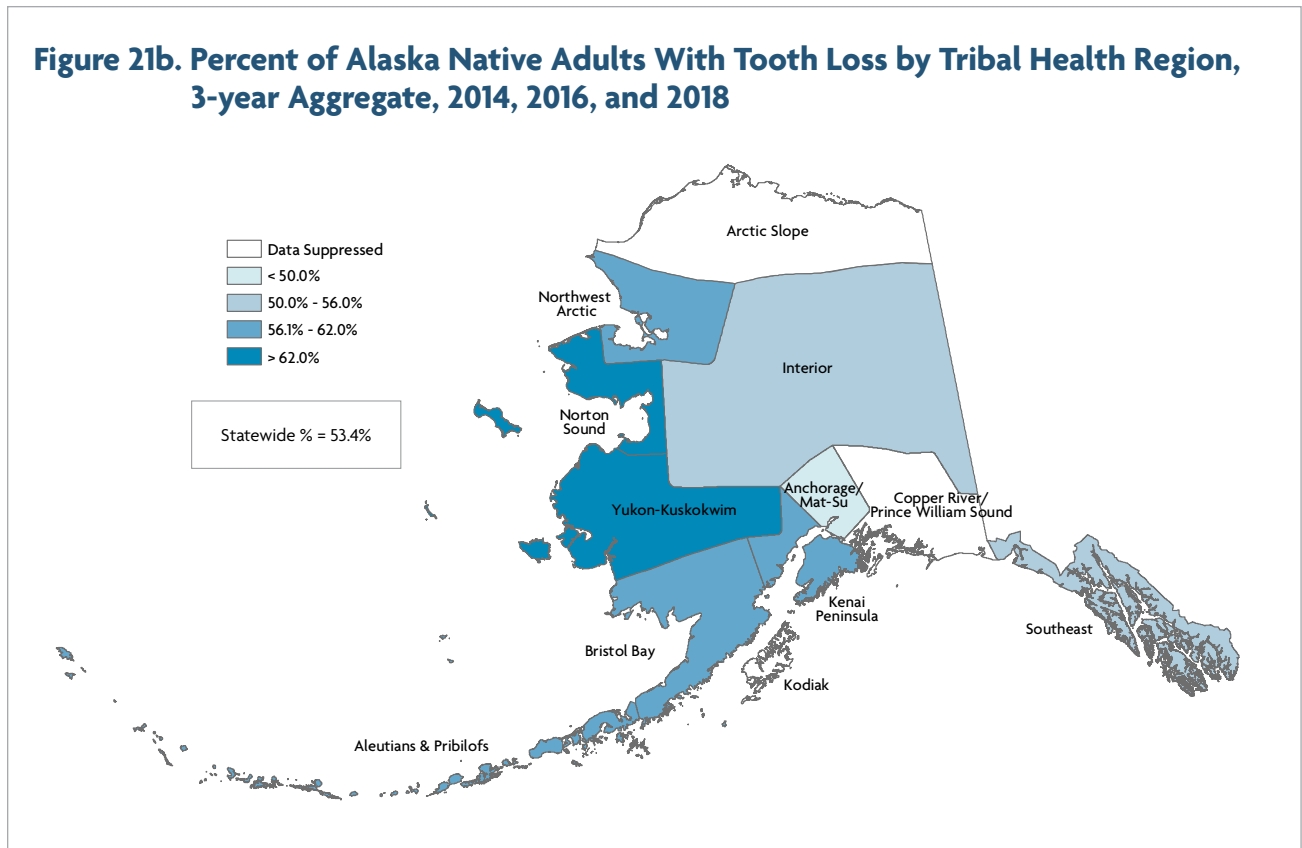 Figure 21b. Percent of Alaska Native Adults With Tooth Loss by Tribal Health Region,
3-year Aggregate, 2014, 2016, and 2018
Arctic Slope
Data Suppressed
< 50.0%
50.0% - 56.0%
56.1% - 62.0%
> 62.0%
Statewide % = 53.4%
Northwest
Arctic
Interior
Norton
Sound
Anchorage/
Mat-Su
Copper River/
Prince William Sound
Yukon-Kuskokwim
Kenai
Peninsula
Southeast
Bristol Bay
Kodiak
Aleutians & Pribilofs